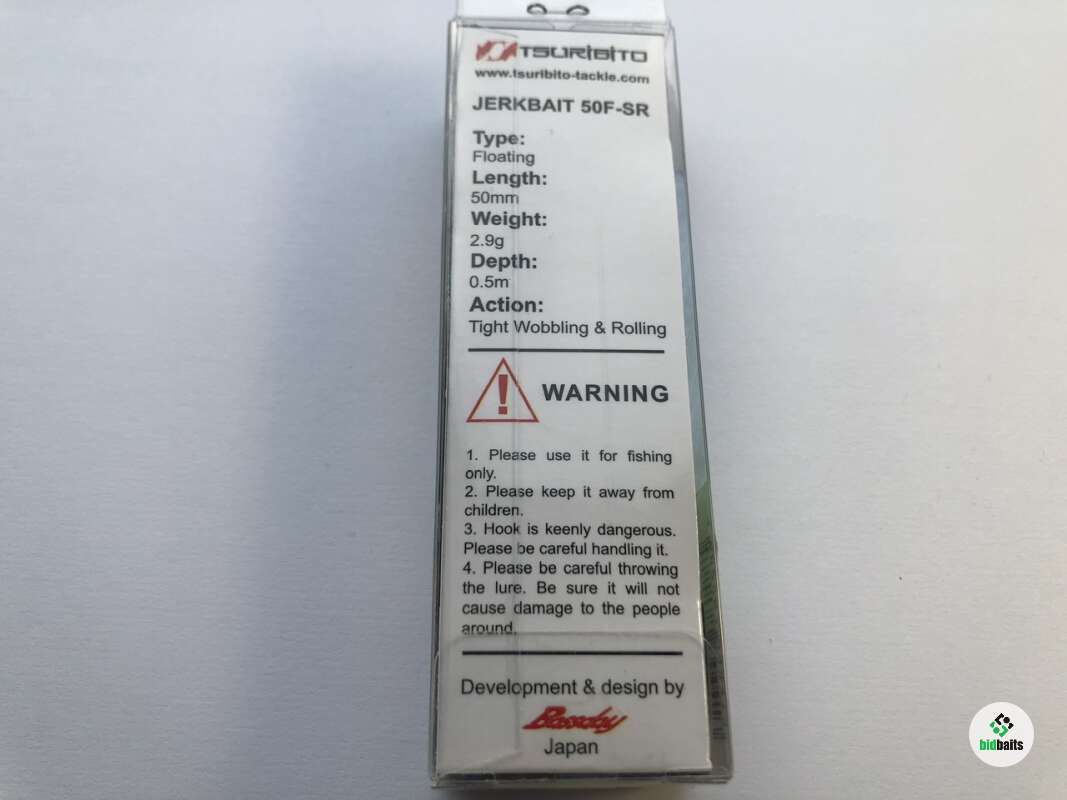 TSURIBITO
www.tsuribito-tackle.com
JERKBAIT 50F-SR
Type:
Floating
Length:
50mm
Weight:
2.9g
Depth:
0.5m
Action:
Tight Wobbling & Rolling
! WARNING
1. Please use it for fishing
only.
2. Please keep it away from
children.
3. Hook is keenly dangerous.
Please be careful handling it.
4. Please be careful throwing
the lure. Be sure it will not
cause damage to the people
around.
Development & design by
Bassday
Japan
bidbaits